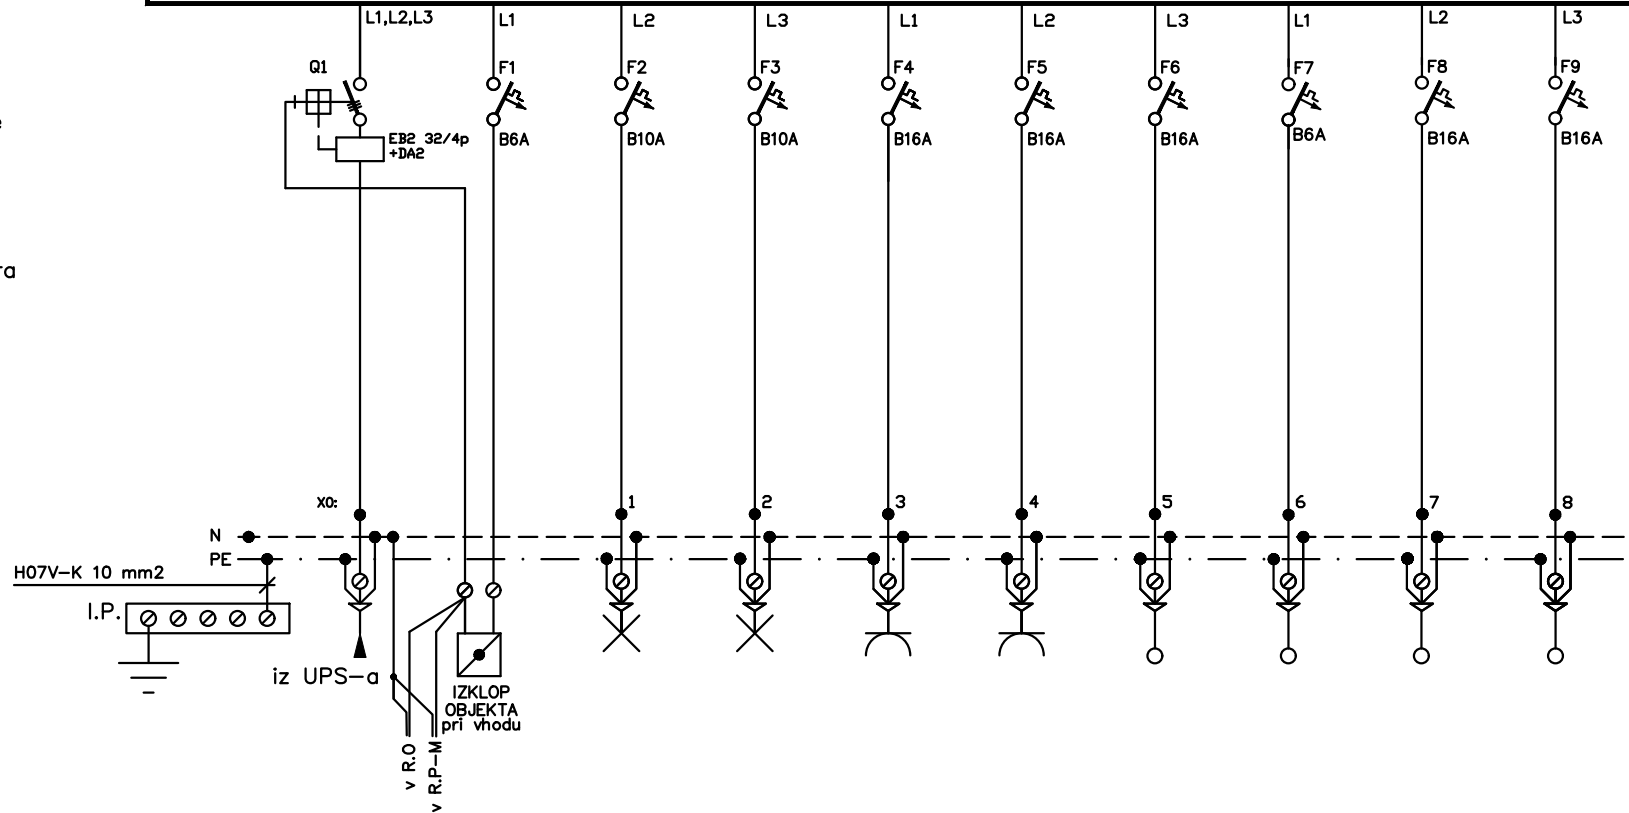 L1,L2,L3
L1
L2
L3
L1
L2
L3
L1
L2
L3
Q1
F1
F2
F3
F4
F5
F6
F7
F8
F9
EB2 32/4p
+DA2
B6A
B10A
B10A
B16A
B16A
B16A
B6A
B16A
B16A
ra
X0:
1
2
3
4
5
6
7
8
N
PE
H07V-K 10 mm2
I.P.
iz UPS-a
IZKLOP
OBJEKTA
pri vhodu
v R.O
v R.P-M